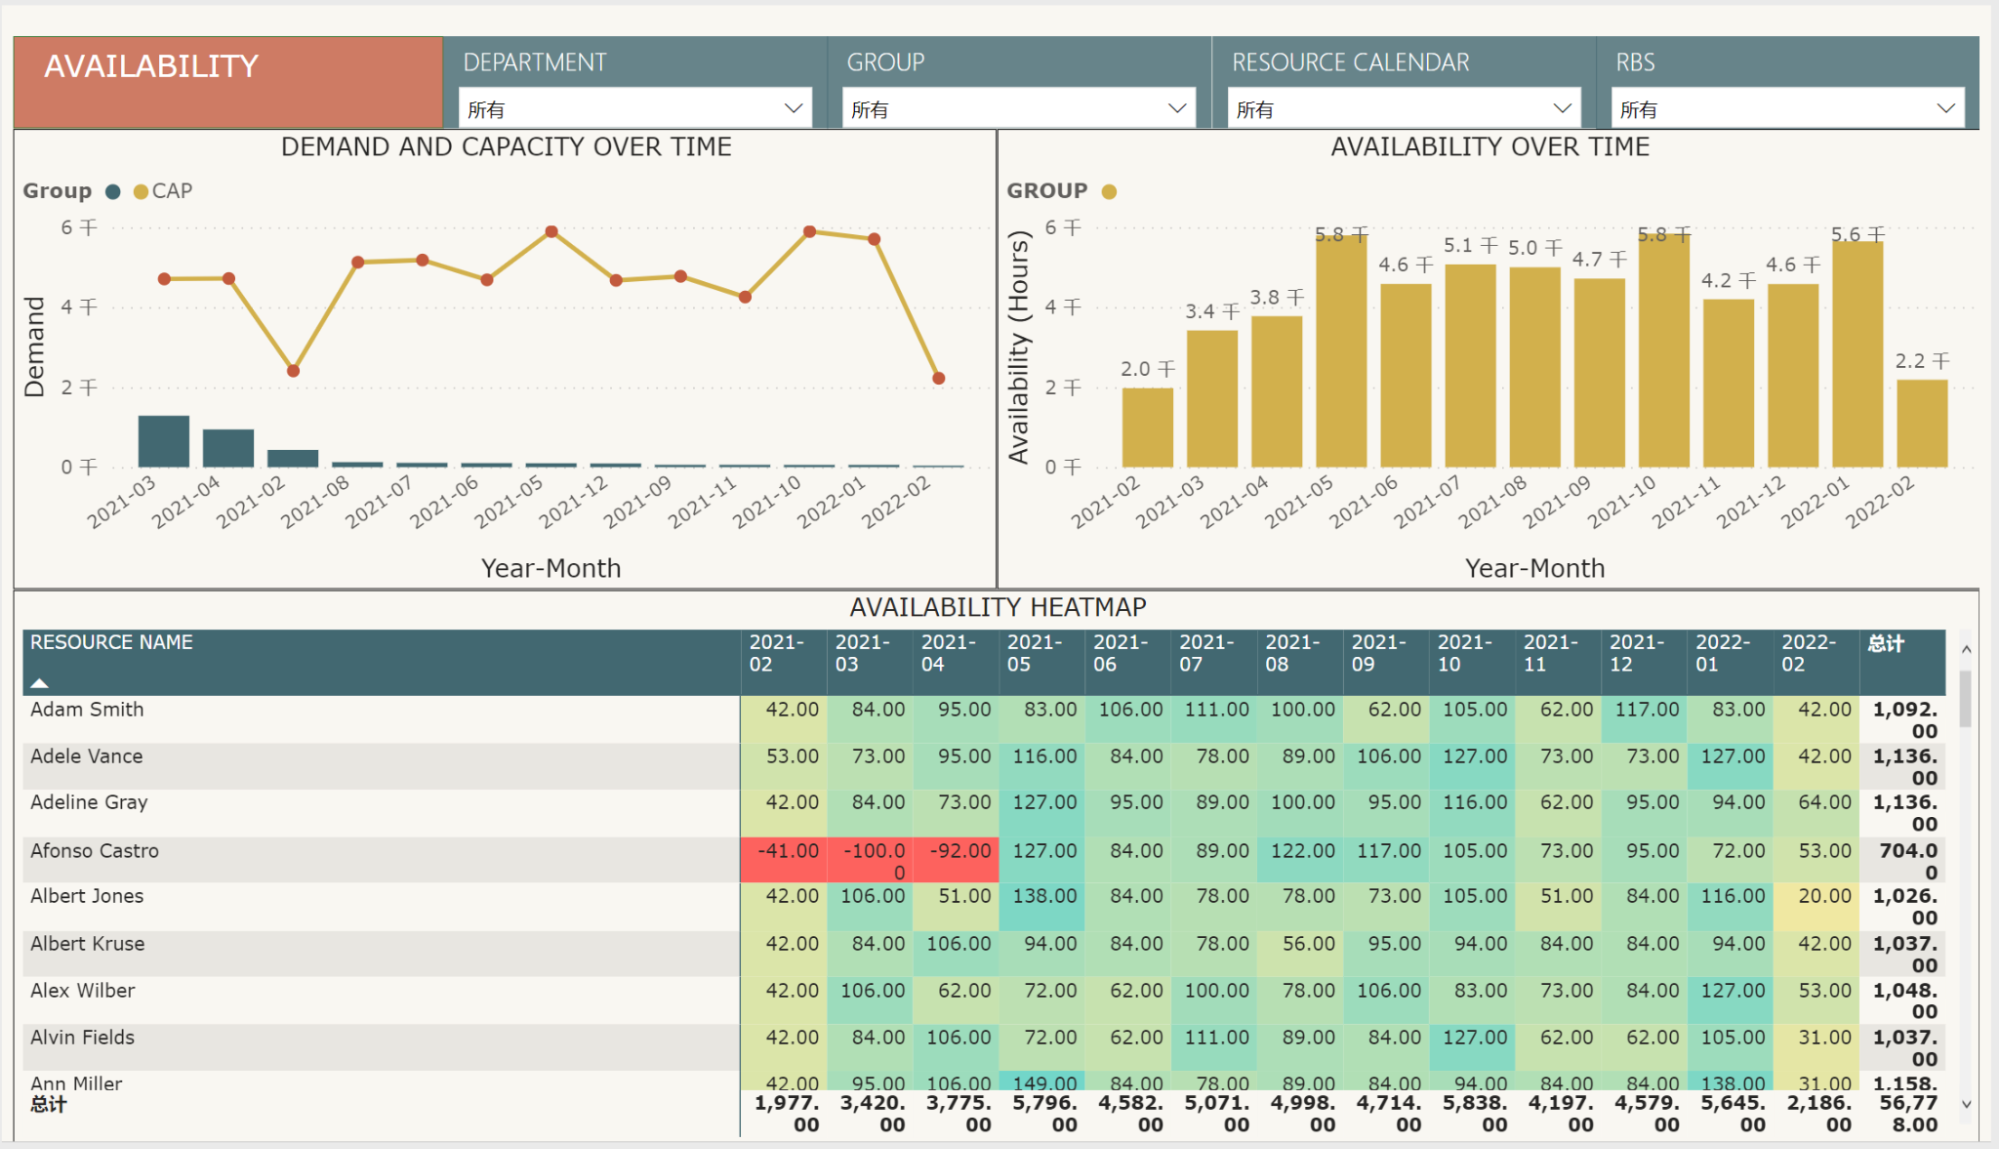 AVAILABILITY
DEPARTMENT
所有
GROUP
所有
RESOURCE CALENDAR
所有
RBS
所有
DEMAND AND CAPACITY OVER TIME
Group CAP
Demand
6 千
4 千
2 千
0 千
2021-03 2021-04 2021-02 2021-08 2021-07 2021-06 2021-05 2021-12 2021-09 2021-11 2021-10 2022-01 2022-02
Year-Month
AVAILABILITY OVER TIME
GROUP
Availability (Hours)
6 千
4 千
2 千
0 千
2.0 千 3.4 千 3.8 千 5.8 千 4.6 千 5.1 千 5.0 千 4.7 千 5.8 千 4.2 千 4.6 千 5.6 千 2.2 千
2021-02 2021-03 2021-04 2021-05 2021-06 2021-07 2021-08 2021-09 2021-10 2021-11 2021-12 2022-01 2022-02
Year-Month
AVAILABILITY HEATMAP
RESOURCE NAME 2021-02 2021-03 2021-04 2021-05 2021-06 2021-07 2021-08 2021-09 2021-10 2021-11 2021-12 2022-01 2022-02 总计
Adam Smith 42.00 84.00 95.00 83.00 106.00 111.00 100.00 62.00 105.00 62.00 117.00 83.00 42.00 1,092.00
Adele Vance 53.00 73.00 95.00 116.00 84.00 78.00 89.00 106.00 127.00 73.00 73.00 127.00 42.00 1,136.00
Adeline Gray 42.00 84.00 73.00 127.00 95.00 89.00 100.00 95.00 116.00 62.00 95.00 94.00 64.00 1,136.00
Afonso Castro -41.00 -100.00 -92.00 127.00 84.00 89.00 122.00 117.00 105.00 73.00 95.00 72.00 53.00 704.00
Albert Jones 42.00 106.00 51.00 138.00 84.00 78.00 78.00 73.00 105.00 51.00 84.00 116.00 20.00 1,026.00
Albert Kruse 42.00 84.00 106.00 94.00 84.00 78.00 56.00 95.00 94.00 84.00 84.00 94.00 42.00 1,037.00
Alex Wilber 42.00 106.00 62.00 72.00 62.00 100.00 78.00 106.00 83.00 73.00 84.00 127.00 53.00 1,048.00
Alvin Fields 42.00 84.00 106.00 72.00 62.00 111.00 89.00 84.00 127.00 62.00 62.00 105.00 31.00 1,037.00
Ann Miller 42.00 95.00 106.00 149.00 84.00 78.00 89.00 84.00 94.00 84.00 84.00 138.00 31.00 1,158.
总计 1,977.00 3,420.00 3,775.00 5,796.00 4,582.00 5,071.00 4,998.00 4,714.00 5,838.00 4,197.00 4,579.00 5,645.00 2,186.00 56,778.00